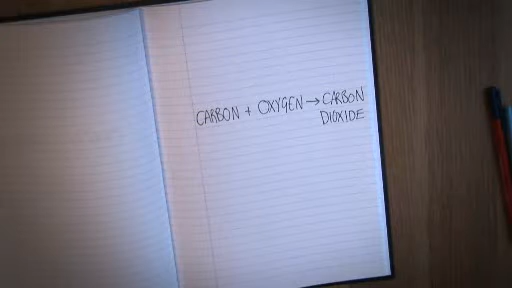 CARBON + OXYGEN → CARBON
DIOXIDE